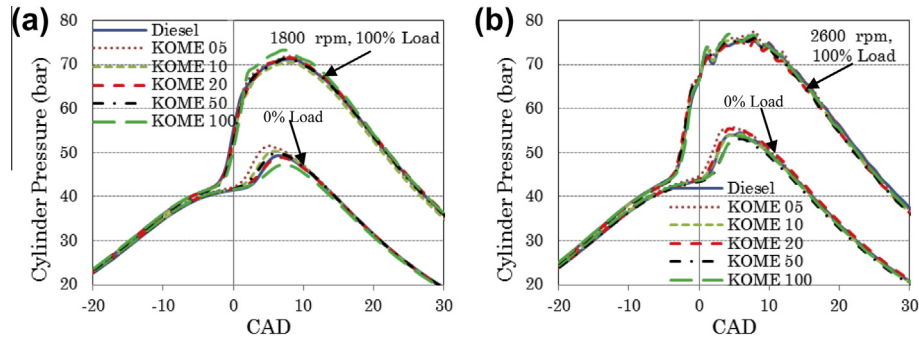 (a)
Cylinder Pressure (bar)
80
70
60
50
40
30
20
Diesel
KOME 05
KOME 10
KOME 20
KOME 50
KOME 100
1800 rpm, 100% Load
0% Load
-20
-10
0
10
20
30
CAD
(b)
Cylinder Pressure (bar)
80
70
60
50
40
30
20
2600 rpm,
100% Load
0% Load
Diesel
KOME 05
KOME 10
KOME 20
KOME 50
KOME 100
-20
-10
0
10
20
30
CAD